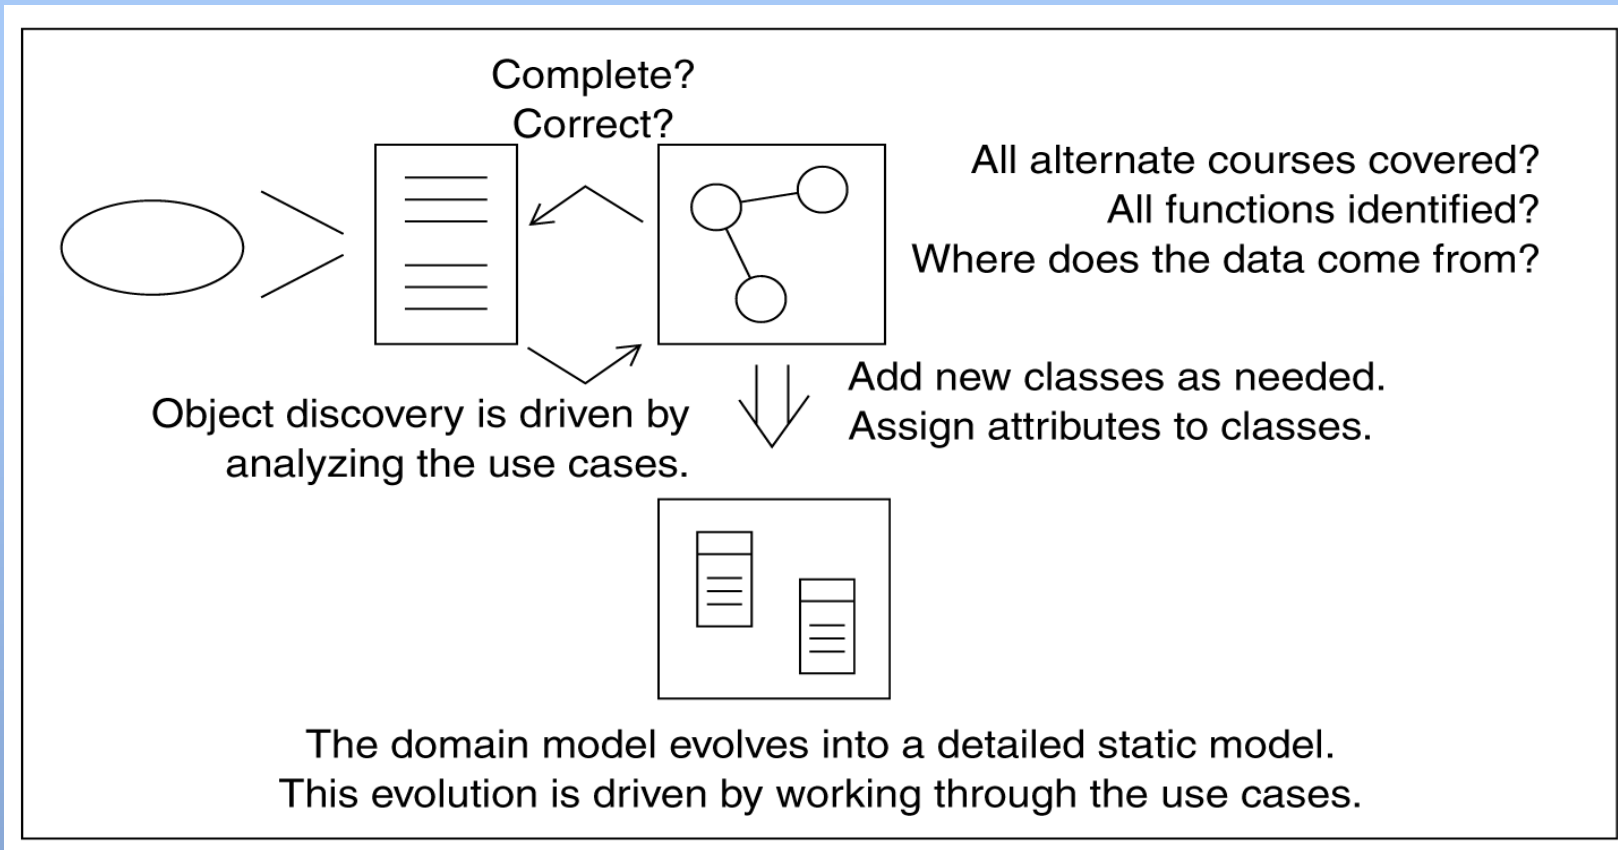 Complete?
Correct?
All alternate courses covered?
All functions identified?
Where does the data come from?
Object discovery is driven by
analyzing the use cases.
Add new classes as needed.
Assign attributes to classes.
The domain model evolves into a detailed static model.
This evolution is driven by working through the use cases.